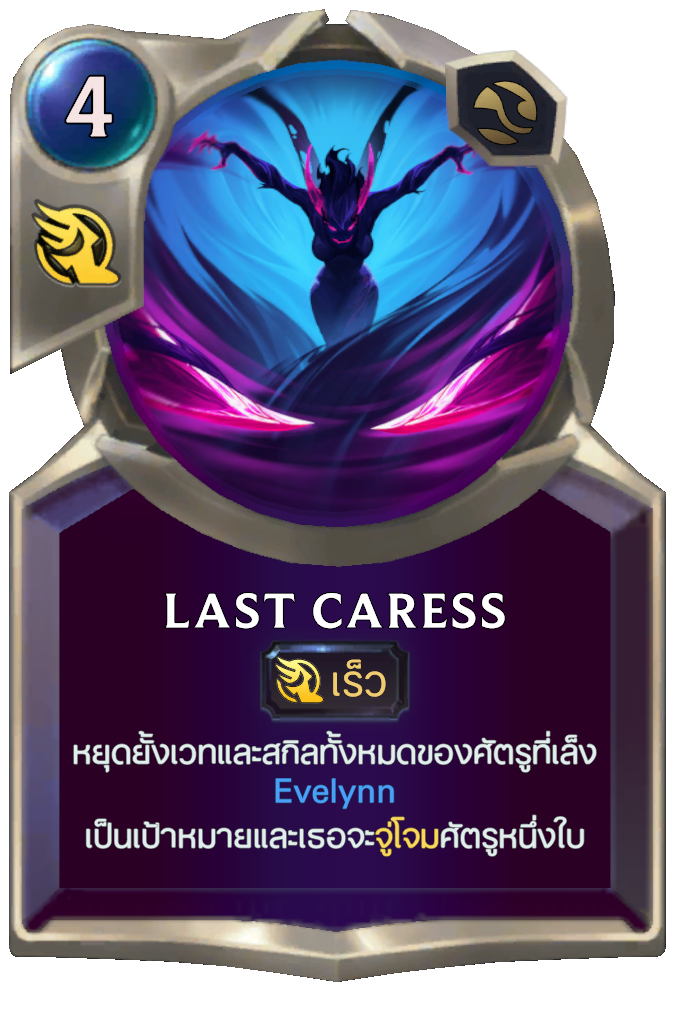 4
LAST CARESS
เร็ว
หยุดยั้งเวทและสกิลทั้งหมดของศัตรูที่เล็ง
Evelynn
เป็นเป้าหมายและเธอจะจู่โจมศัตรูหนึ่งใบ